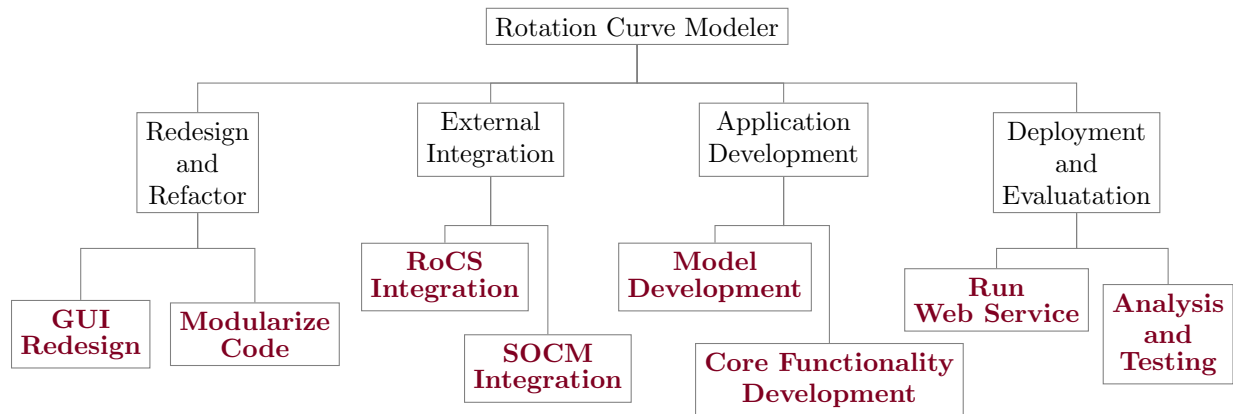 Rotation Curve Modeler
Redesign
and
Refactor
External
Integration
Application
Development
Deployment
and
Evaluatation
GUI
Redesign
Modularize
Code
RoCS
Integration
SOCM
Integration
Model
Development
Core Functionality
Development
Run
Web Service
Analysis
and
Testing